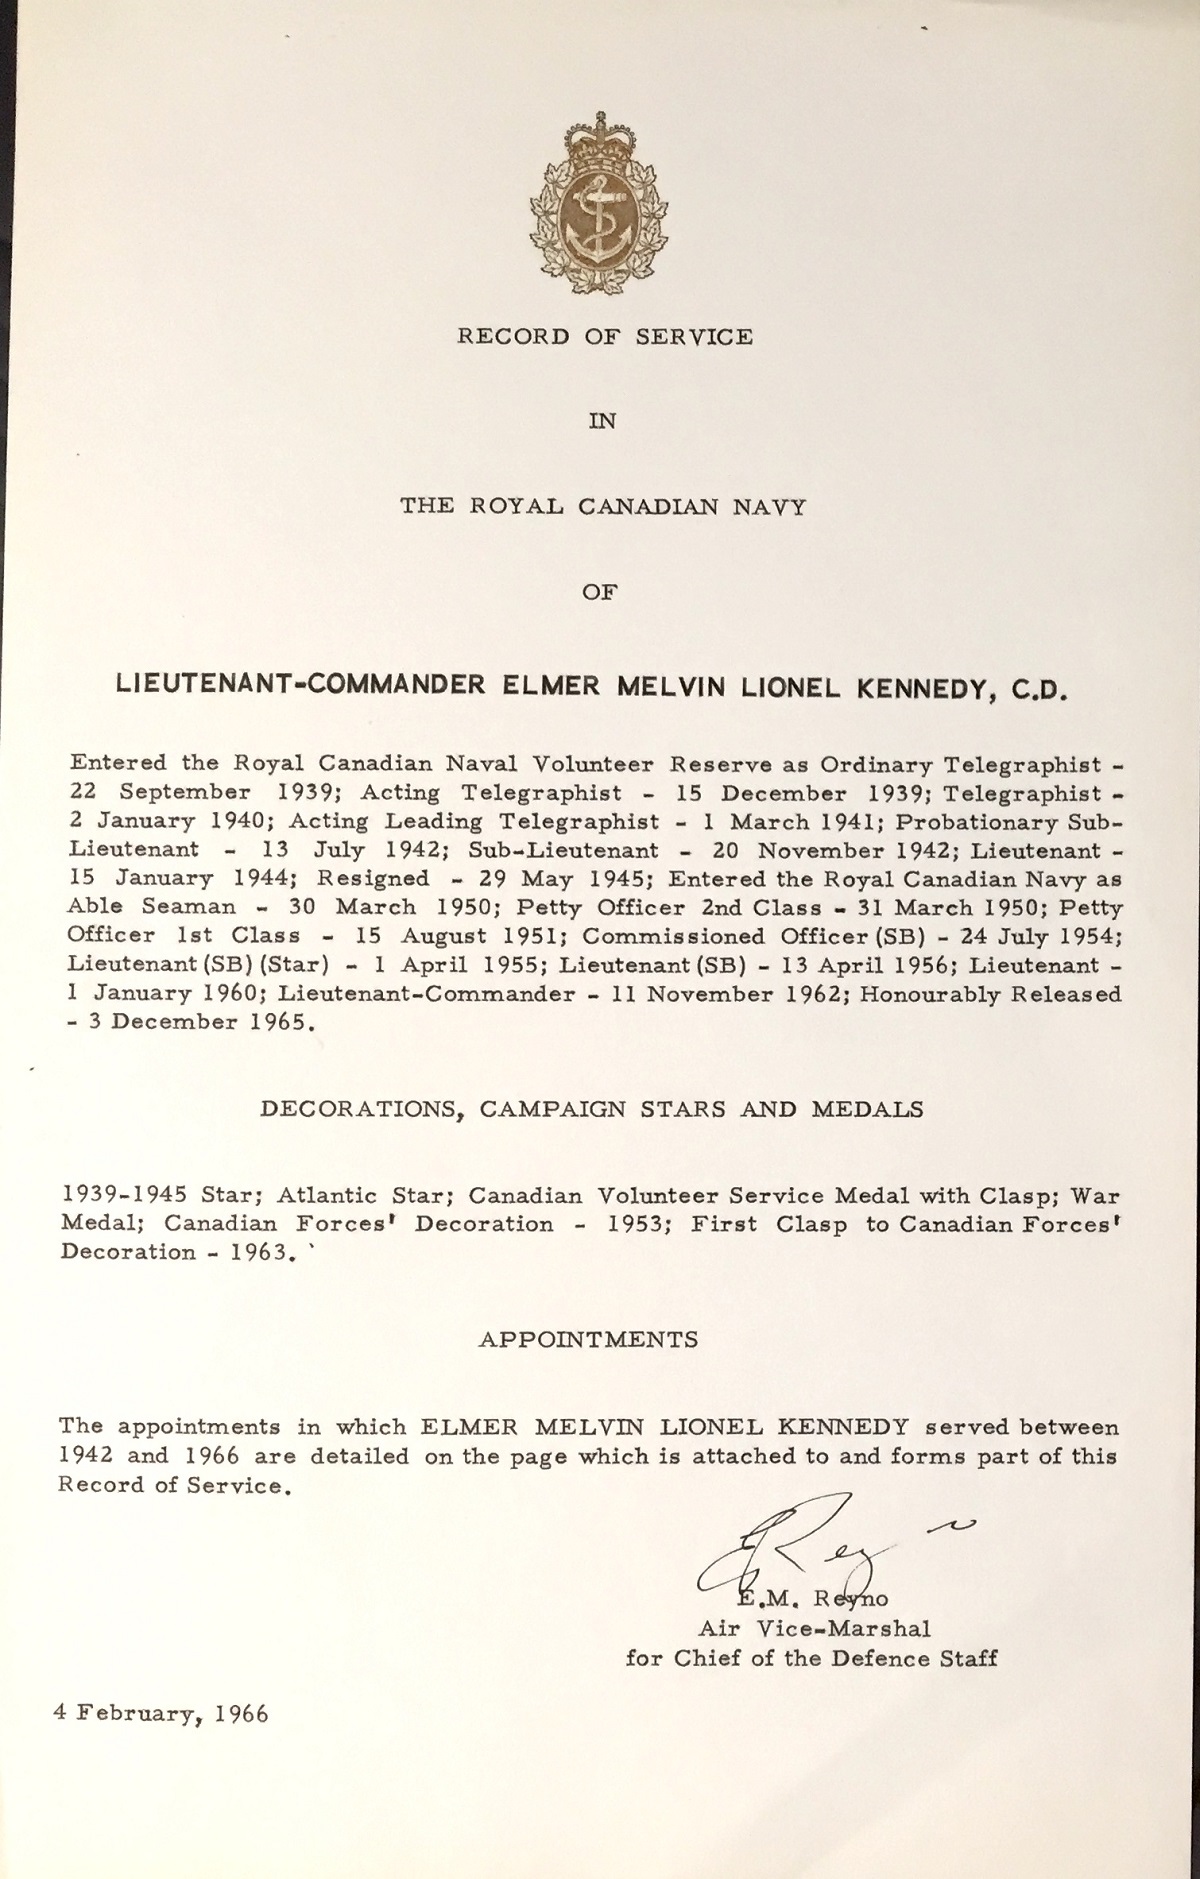 RECORD OF SERVICE
IN
THE ROYAL CANADIAN NAVY
OF
LIEUTENANT-COMMANDER ELMER MELVIN LIONEL KENNEDY, C.D.
Entered the Royal Canadian Naval Volunteer Reserve as Ordinary Telegraphist -
22 September 1939; Acting Telegraphist - 15 December 1939; Telegraphist -
2 January 1940; Acting Leading Telegraphist - 1 March 1941; Probationary Sub-
Lieutenant - 13 July 1942; Sub-Lieutenant - 20 November 1942; Lieutenant -
15 January 1944; Resigned - 29 May 1945; Entered the Royal Canadian Navy as
Able Seaman - 30 March 1950; Petty Officer 2nd Class - 31 March 1950; Petty
Officer 1st Class - 15 August 1951; Commissioned Officer (SB) - 24 July 1954;
Lieutenant (SB) (Star) - 1 April 1955; Lieutenant (SB) - 13 April 1956; Lieutenant -
1 January 1960; Lieutenant-Commander - 11 November 1962; Honourably Released
- 3 December 1965.
DECORATIONS, CAMPAIGN STARS AND MEDALS
1939-1945 Star; Atlantic Star; Canadian Volunteer Service Medal with Clasp; War
Medal; Canadian Forces' Decoration - 1953; First Clasp to Canadian Forces'
Decoration - 1963.
APPOINTMENTS
The appointments in which ELMER MELVIN LIONEL KENNEDY served between
1942 and 1966 are detailed on the page which is attached to and forms part of this
Record of Service.
E.M. Reyno
Air Vice-Marshal
for Chief of the Defence Staff
4 February, 1966